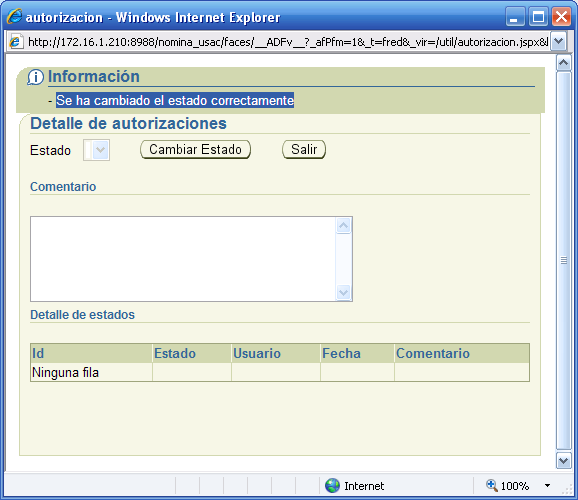 autorizacion - Windows Internet Explorer
http://172.16.1.210:8988/nomina_usac/faces/__ADFv__?_afPfm=1&_t=fred&_vir=/util/autorizacion.jspx&l
Información
- Se ha cambiado el estado correctamente
Detalle de autorizaciones
Estado Cambiar Estado Salir
Comentario
Detalle de estados
Id Estado Usuario Fecha Comentario
Ninguna fila
Internet 100%